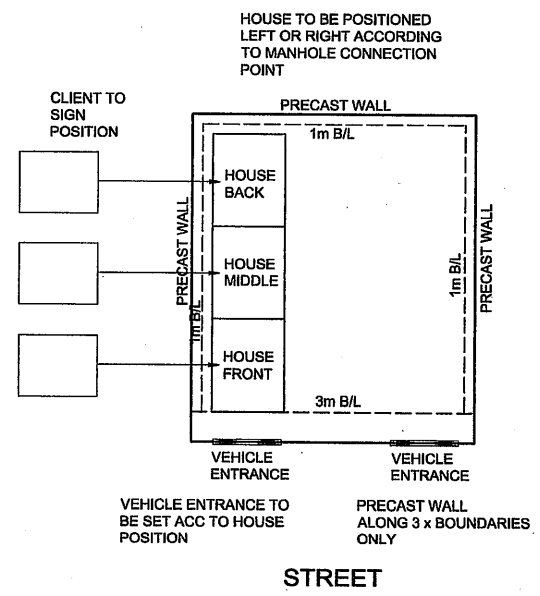 HOUSE TO BE POSITIONED
LEFT OR RIGHT ACCORDING
TO MANHOLE CONNECTION
POINT
CLIENT TO
SIGN
POSITION
PRECAST WALL
1m B/L
HOUSE
BACK
PRECAST WALL
HOUSE
MIDDLE
1m B/L
PRECAST WALL
1m B/L
HOUSE
FRONT
3m B/L
VEHICLE
ENTRANCE
VEHICLE
ENTRANCE
VEHICLE ENTRANCE TO
BE SET ACC TO HOUSE
POSITION
PRECAST WALL
ALONG 3 x BOUNDARIES
ONLY
STREET